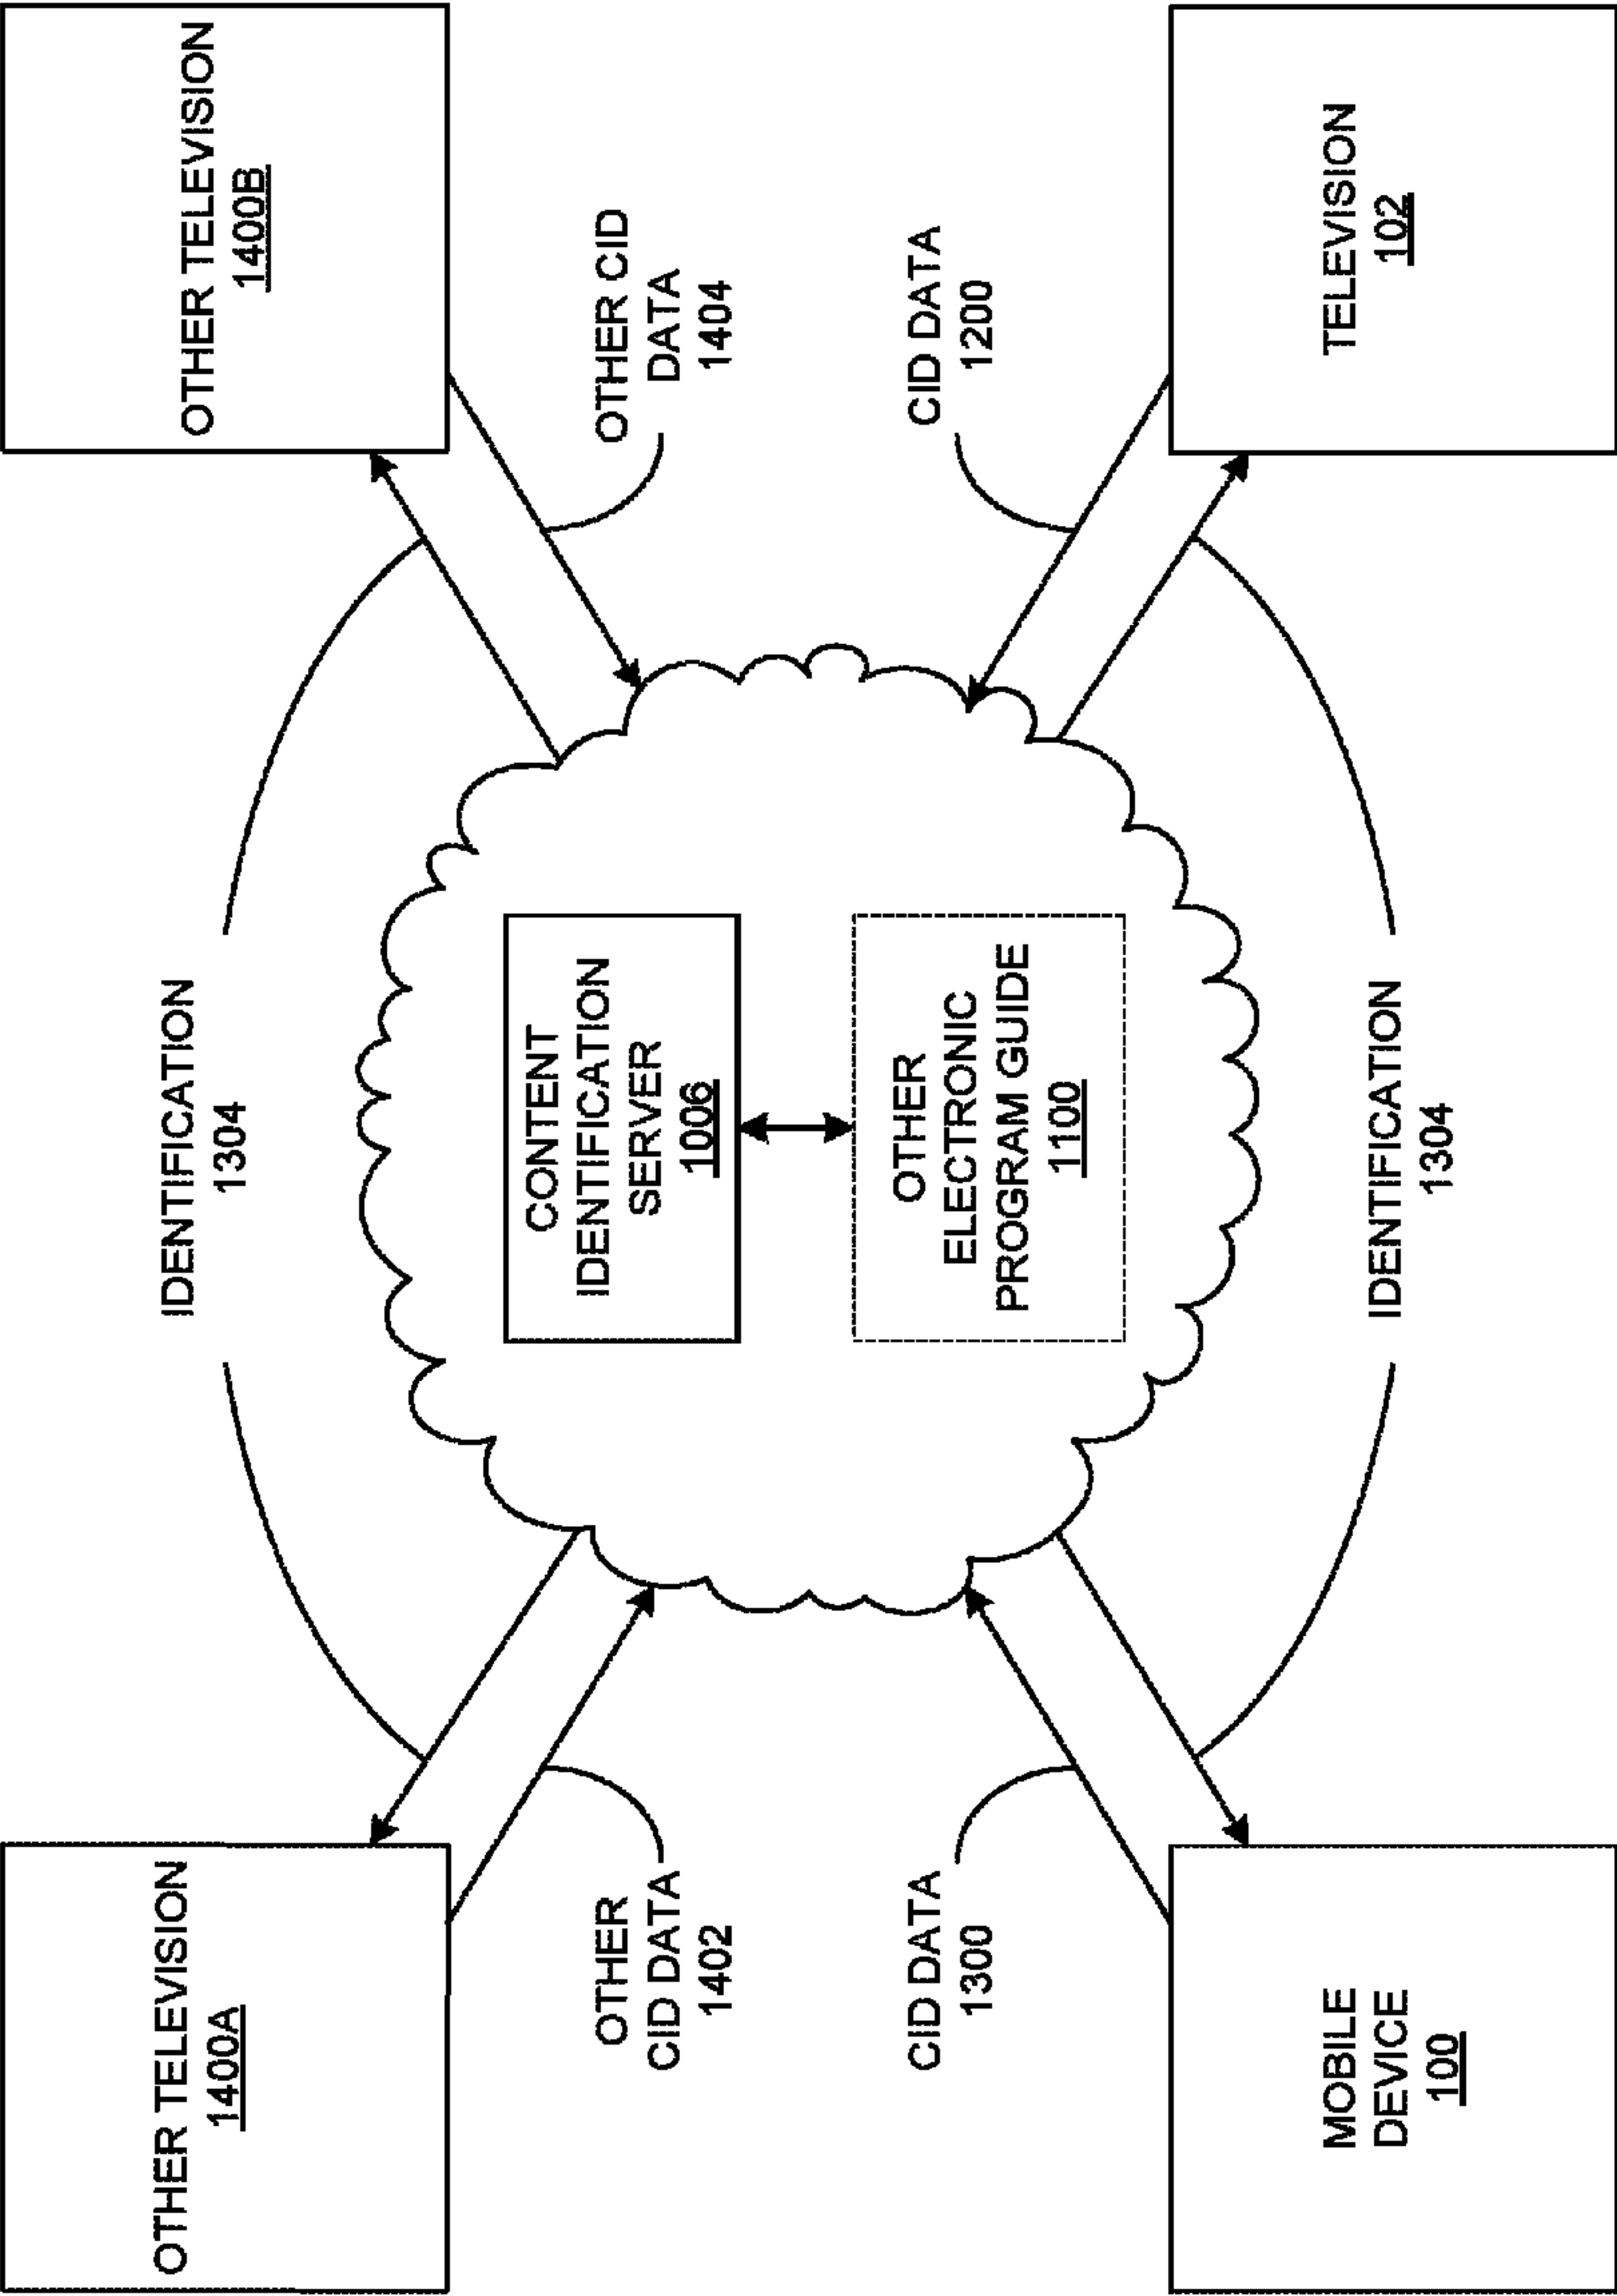 OTHER TELEVISION
1400A
IDENTIFICATION
1304
OTHER TELEVISION
1400B
OTHER
CID DATA
1402
CONTENT
IDENTIFICATION
SERVER
1006
OTHER CID
DATA
1404
CID DATA
1300
OTHER
ELECTRONIC
PROGRAM GUIDE
1100
CID DATA
1200
MOBILE
DEVICE
100
IDENTIFICATION
1304
TELEVISION
102